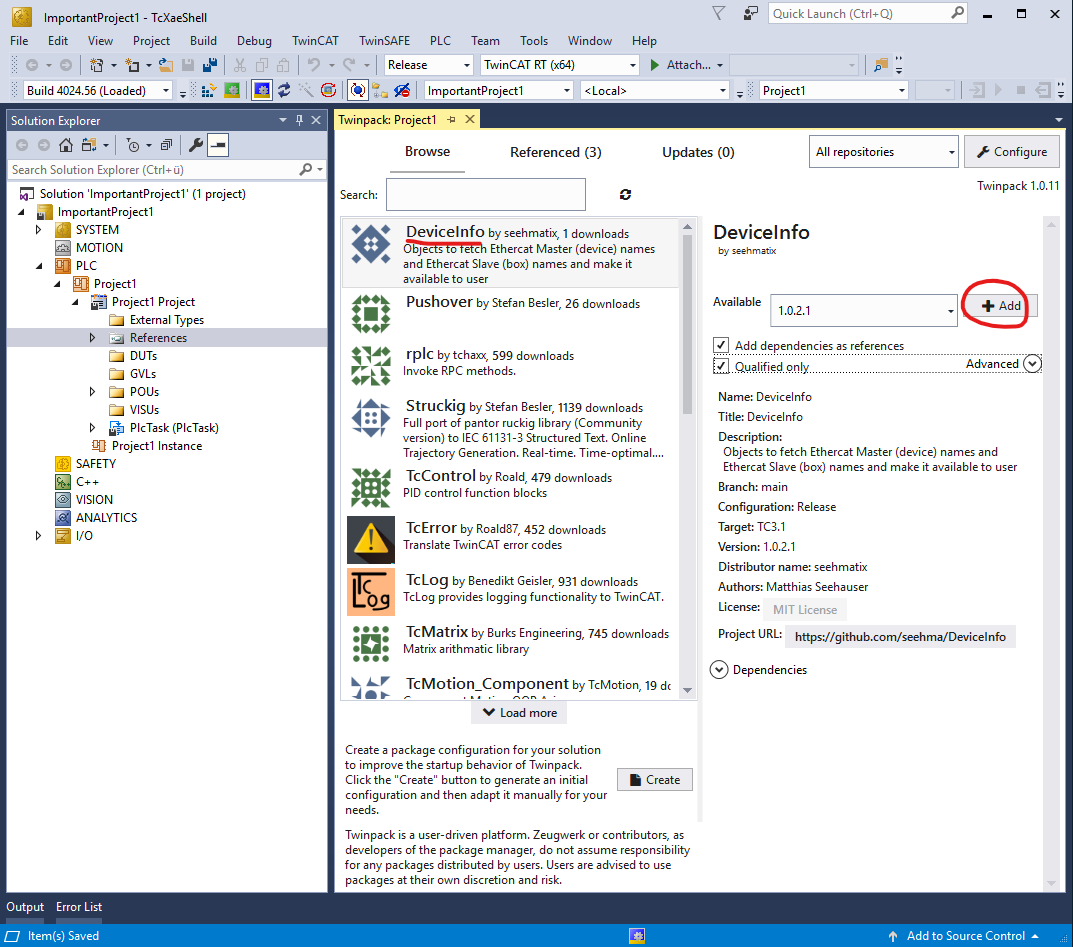 ImportantProject1 - TcXaeShell
Quick Launch (Ctrl+Q)
File Edit View Project Build Debug TwinCAT TwinSAFE PLC Team Tools Window Help
Release TwinCAT RT (x64) Attach...
Build 4024.56 (Loaded) ImportantProject1 <Local> Project1
Solution Explorer
Search Solution Explorer (Ctrl+ü)
Solution 'ImportantProject1' (1 project)
ImportantProject1
SYSTEM
MOTION
PLC
Project1
Project1 Project
External Types
References
DUTs
GVLs
POUs
VISUs
PlcTask (PlcTask)
Project1 Instance
SAFETY
C++
VISION
ANALYTICS
I/O
Twinpack: Project1
Browse Referenced (3) Updates (0)
All repositories Configure
Search:
Twinpack 1.0.11
DeviceInfo by seehmatix, 1 downloads
Objects to fetch Ethercat Master (device) names
and Ethercat Slave (box) names and make it
available to user
Pushover by Stefan Besler, 26 downloads
rplc by tchaxx, 599 downloads
Invoke RPC methods.
Struckig by Stefan Besler, 1139 downloads
Full port of pantor ruckig library (Community
version) to IEC 61131-3 Structured Text. Online
Trajectory Generation. Real-time. Time-optimal....
TcControl by Roald, 479 downloads
PID control function blocks
TcError by Roald87, 452 downloads
Translate TwinCAT error codes
TcLog
TcLog by Benedikt Geisler, 931 downloads
TcLog provides logging functionality to TwinCAT.
TcMatrix by Burks Engineering, 745 downloads
Matrix arithmatic library
TcMotion_Component by TcMotion, 19 dc
Load more
Create a package configuration for your solution
to improve the startup behavior of Twinpack.
Click the "Create" button to generate an initial
configuration and then adapt it manually for your
needs.
Create
Twinpack is a user-driven platform. Zeugwerk or contributors, as
developers of the package manager, do not assume responsibility
for any packages distributed by users. Users are advised to use
packages at their own discretion and risk.
DeviceInfo
by seehmatix
Available 1.0.2.1 Add
Add dependencies as references
Qualified only Advanced
Name: DeviceInfo
Title: DeviceInfo
Description:
Objects to fetch Ethercat Master (device) names and
Ethercat Slave (box) names and make it available to user
Branch: main
Configuration: Release
Target: TC3.1
Version: 1.0.2.1
Distributor name: seehmatix
Authors: Matthias Seehauser
License: MIT License
Project URL: https://github.com/seehma/DeviceInfo
Dependencies
Output Error List
Item(s) Saved
Add to Source Control